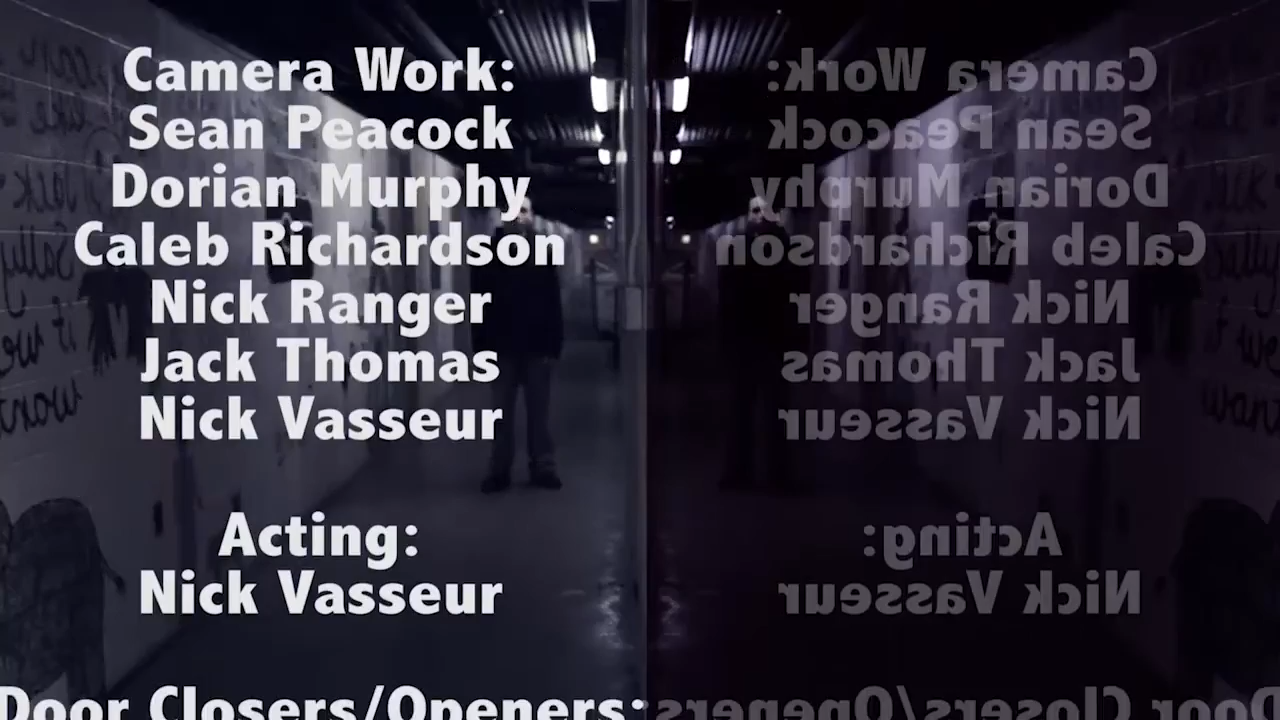 Camera Work:
Sean Peacock
Dorian Murphy
Caleb Richardson
Nick Ranger
Jack Thomas
Nick Vasseur
Acting:
Nick Vasseur
Door Closers/Openers: